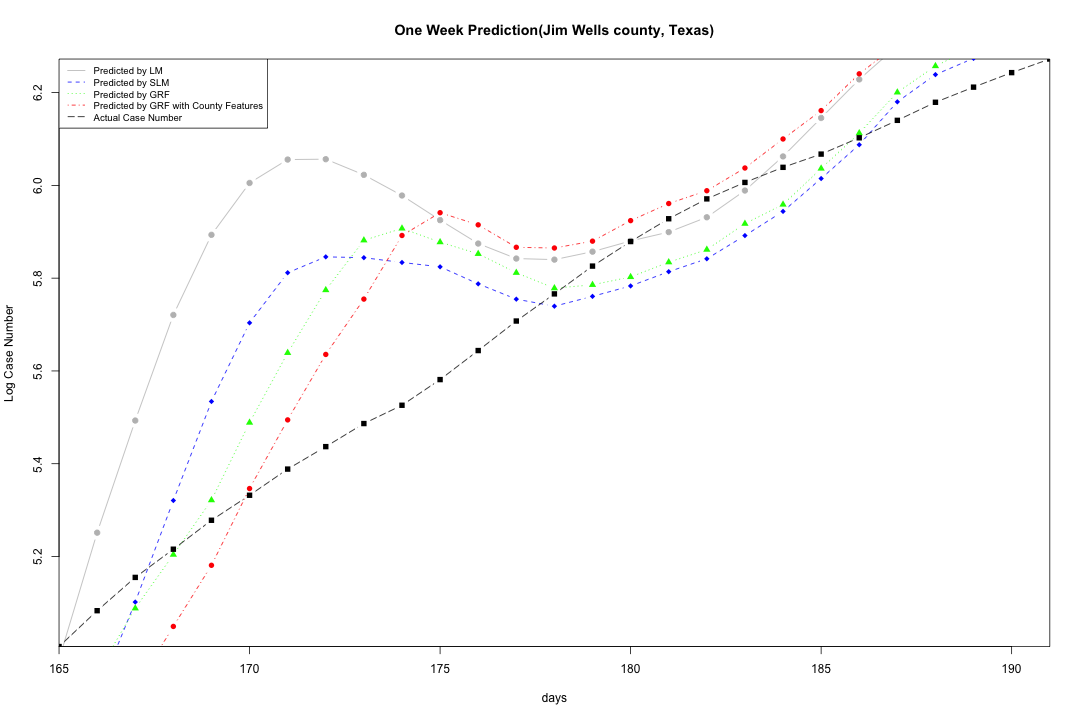 One Week Prediction(Jim Wells county, Texas)
Predicted by LM
Predicted by SLM
Predicted by GRF
Predicted by GRF with County Features
Actual Case Number
6.2
6.0
5.8
5.6
5.4
5.2
Log Case Number
165 170 175 180 185 190
days